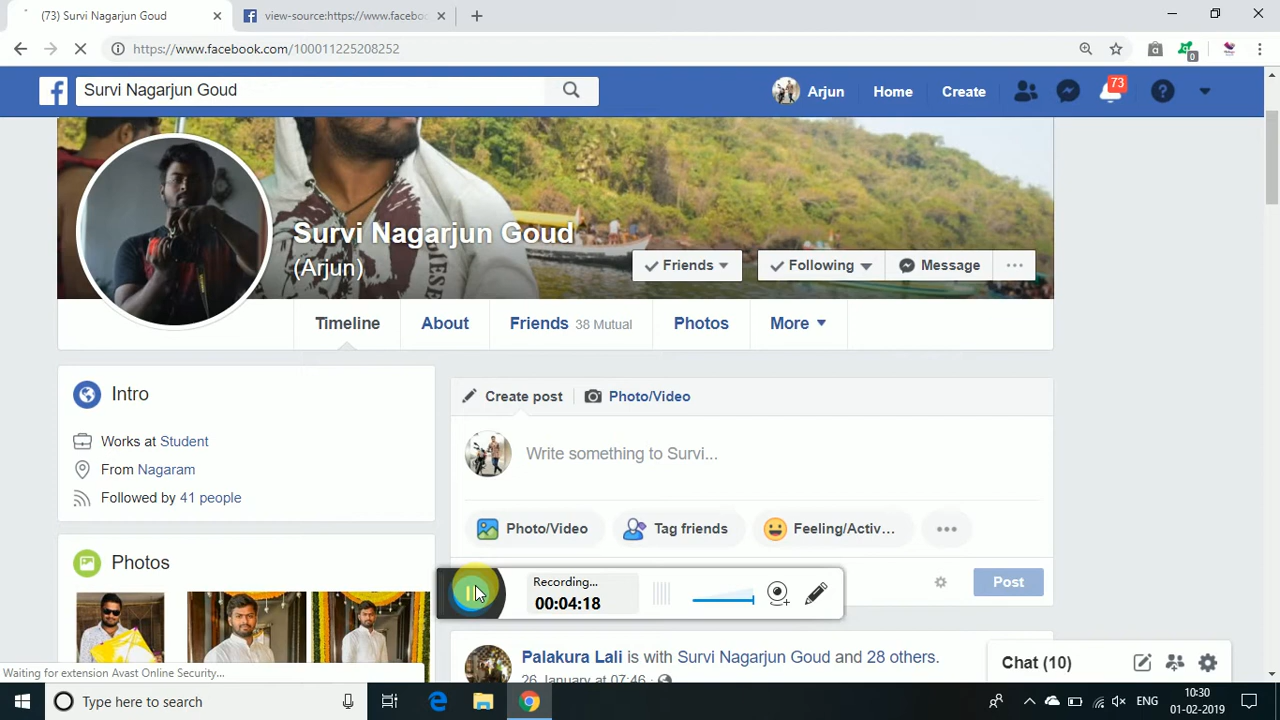 (73) Survi Nagarjun Goud
view-source:https://www.facebo
https://www.facebook.com/100011225208252
0
Survi Nagarjun Goud
Arjun Home Create 73
Survi Nagarjun Goud
(Arjun)
Friends Following Message
Timeline About Friends 38 Mutual Photos More
Intro
Works at Student
From Nagaram
Followed by 41 people
Photos
Create post Photo/Video
Write something to Survi...
Photo/Video Tag friends Feeling/Activ...
Post
Recording...
00:04:18
Palakura Lali is with Survi Nagarjun Goud and 28 others.
26 January at 07:46
Chat (10)
Waiting for extension Avast Online Security...
Type here to search
ENG
10:30
01-02-2019